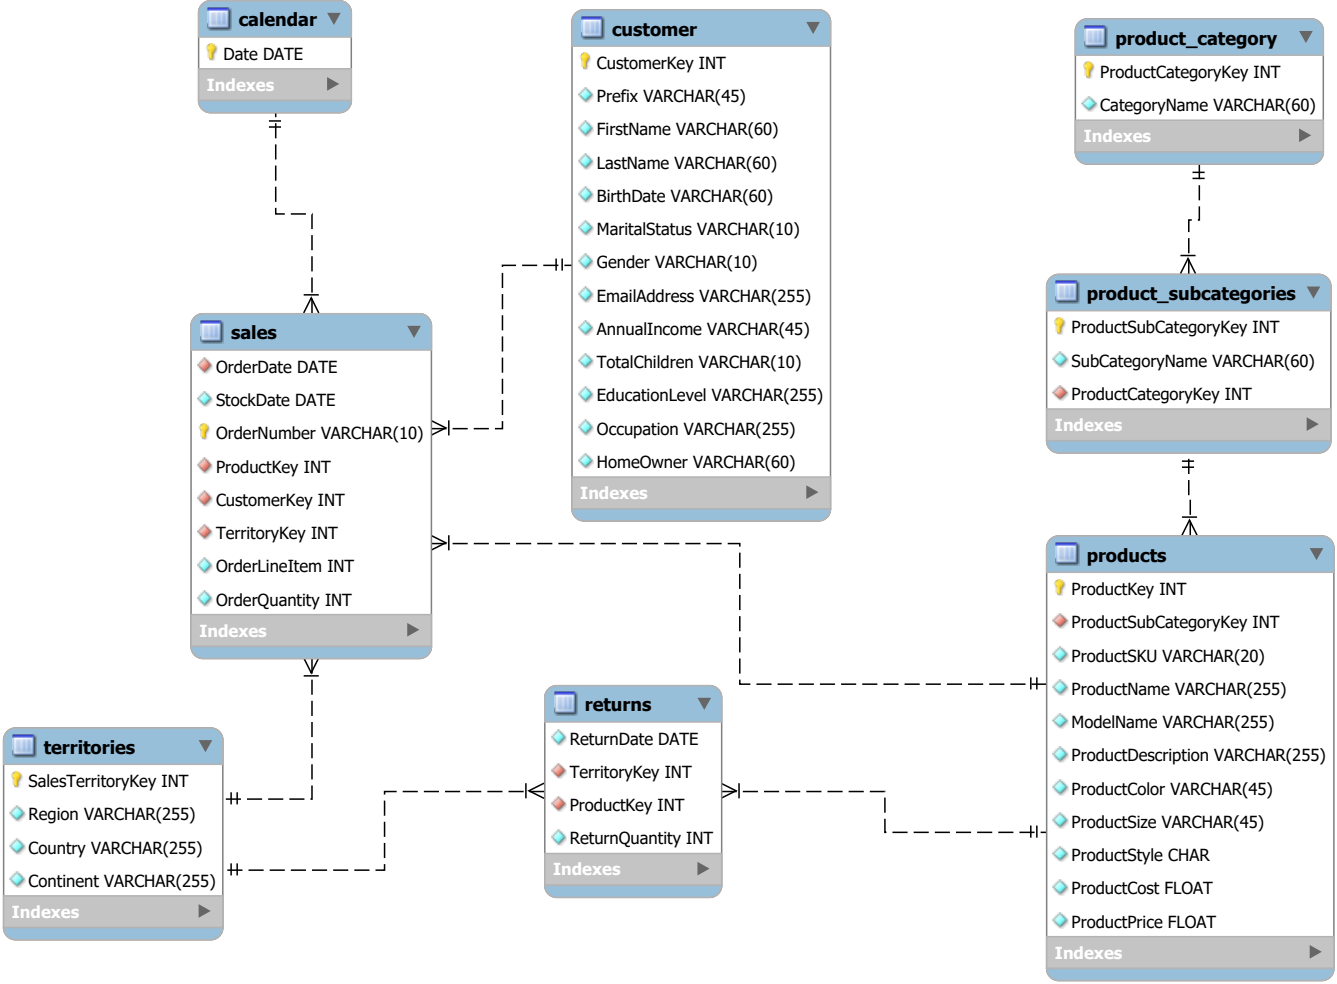 calendar
Date DATE
Indexes
customer
CustomerKey INT
Prefix VARCHAR(45)
FirstName VARCHAR(60)
LastName VARCHAR(60)
BirthDate VARCHAR(60)
MaritalStatus VARCHAR(10)
Gender VARCHAR(10)
EmailAddress VARCHAR(255)
AnnualIncome VARCHAR(45)
TotalChildren VARCHAR(10)
EducationLevel VARCHAR(255)
Occupation VARCHAR(255)
HomeOwner VARCHAR(60)
Indexes
product_category
ProductCategoryKey INT
CategoryName VARCHAR(60)
Indexes
product_subcategories
ProductSubCategoryKey INT
SubCategoryName VARCHAR(60)
ProductCategoryKey INT
Indexes
sales
OrderDate DATE
StockDate DATE
OrderNumber VARCHAR(10)
ProductKey INT
CustomerKey INT
TerritoryKey INT
OrderLineItem INT
OrderQuantity INT
Indexes
products
ProductKey INT
ProductSubCategoryKey INT
ProductSKU VARCHAR(20)
ProductName VARCHAR(255)
ModelName VARCHAR(255)
ProductDescription VARCHAR(255)
ProductColor VARCHAR(45)
ProductSize VARCHAR(45)
ProductStyle CHAR
ProductCost FLOAT
ProductPrice FLOAT
Indexes
returns
ReturnDate DATE
TerritoryKey INT
ProductKey INT
ReturnQuantity INT
Indexes
territories
SalesTerritoryKey INT
Region VARCHAR(255)
Country VARCHAR(255)
Continent VARCHAR(255)
Indexes